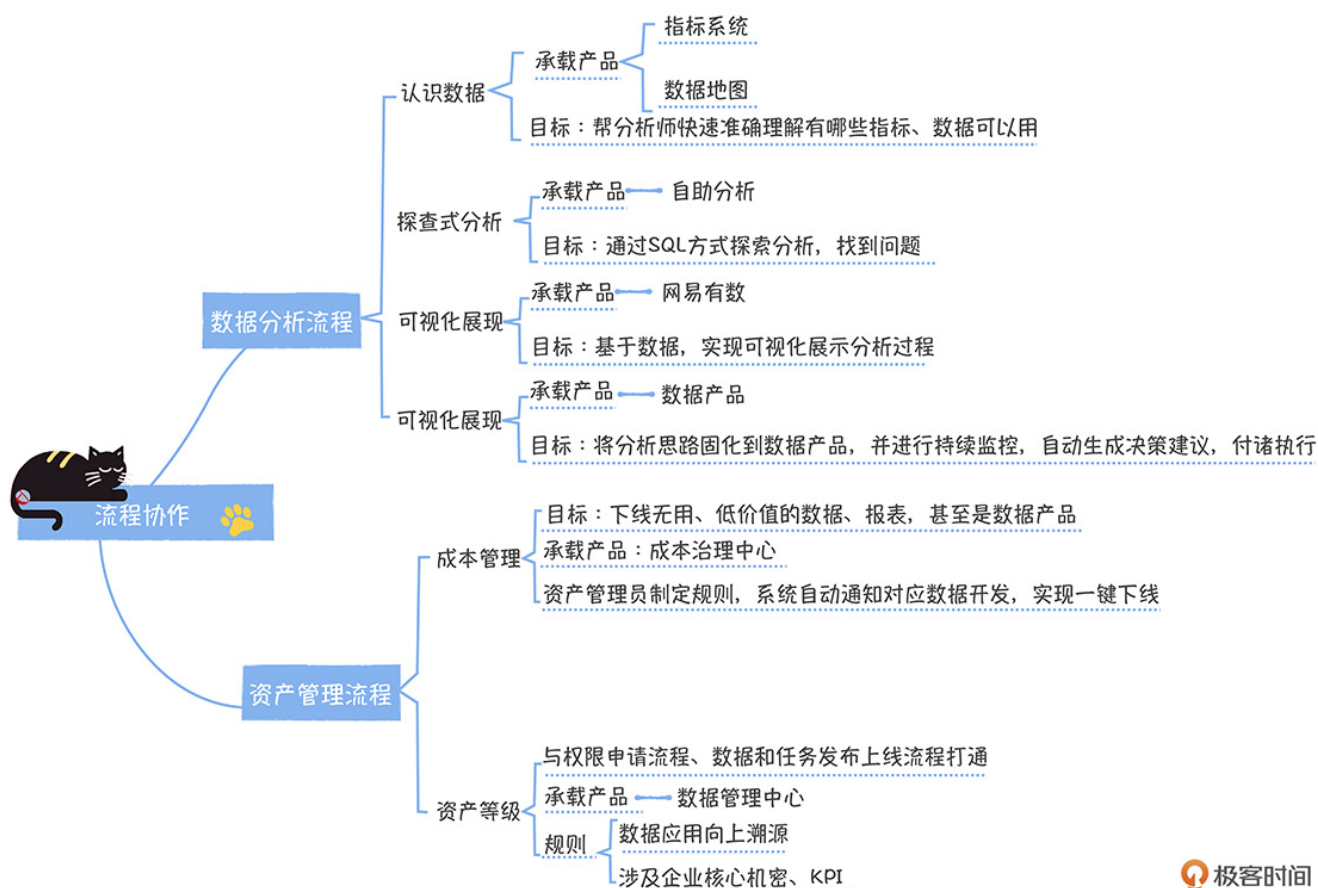 流程协作
数据分析流程
认识数据
承载产品
指标系统
数据地图
目标：帮分析师快速准确理解有哪些指标、数据可以用
探查式分析
承载产品 自助分析
目标：通过SQL方式探索分析，找到问题
可视化展现
承载产品 网易有数
目标：基于数据，实现可视化展示分析过程
可视化展现
承载产品 数据产品
目标：将分析思路固化到数据产品，并进行持续监控，自动生成决策建议，付诸执行
资产管理流程
成本管理
目标：下线无用、低价值的数据、报表，甚至是数据产品
承载产品：成本治理中心
资产管理员制定规则，系统自动通知对应数据开发，实现一键下线
资产等级
与权限申请流程、数据和任务发布上线流程打通
承载产品 数据管理中心
规则
数据应用向上溯源
涉及企业核心机密、KPI
极客时间